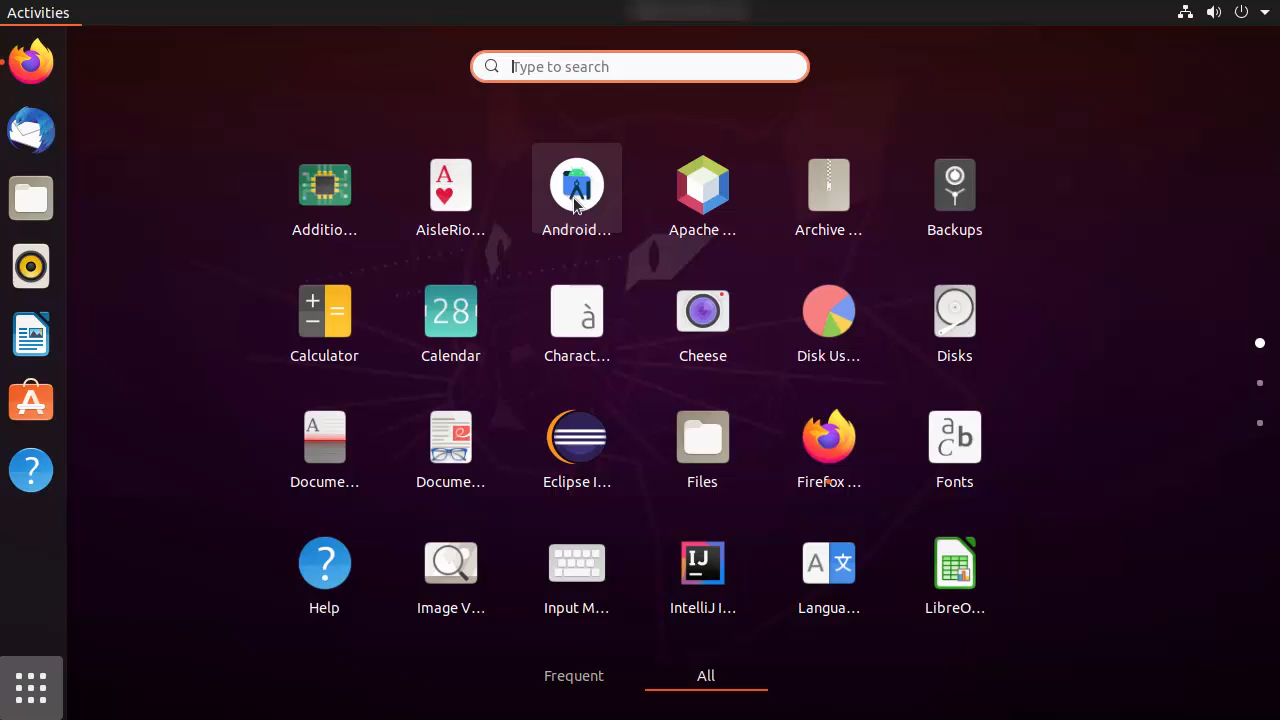 Activities
Type to search
Additio...
AisleRio...
Android...
Apache ...
Archive ...
Backups
Calculator
28
Calendar
à
Charact...
Cheese
Disk Us...
Disks
A
Docume...
Docume...
Eclipse I...
Files
Firefox ...
Fonts
Help
Image V...
Input M...
IJ
IntelliJ I...
A 文
Langua...
LibreO...
Frequent
All